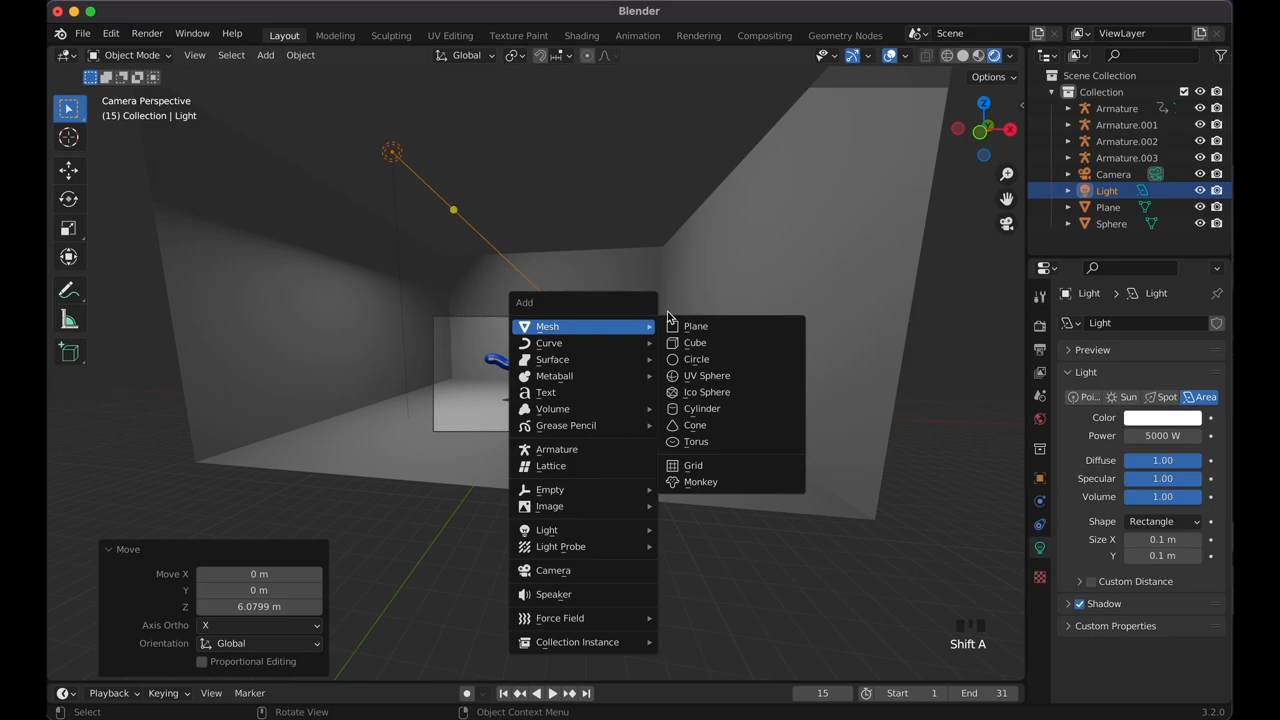 Blender
File Edit Render Window Help Layout Modeling Sculpting UV Editing Texture Paint Shading Animation Rendering Compositing Geometry Nodes Scene ViewLayer
Object Mode View Select Add Object Global
Options
Camera Perspective
(15) Collection | Light
Z
X
Scene Collection
Collection
Armature
Armature.001
Armature.002
Armature.003
Camera
Light
Plane
Sphere
Add
Mesh
Curve
Surface
Metaball
Text
Volume
Grease Pencil
Armature
Lattice
Empty
Image
Light
Light Probe
Camera
Speaker
Force Field
Collection Instance
Plane
Cube
Circle
UV Sphere
Ico Sphere
Cylinder
Cone
Torus
Grid
Monkey
Light Light
Light
Preview
Light
Poi... Sun Spot Area
Color
Power 5000 W
Diffuse 1.00
Specular 1.00
Volume 1.00
Shape Rectangle
Size X 0.1 m
Y 0.1 m
Custom Distance
Shadow
Custom Properties
Move
Move X 0 m
Y 0 m
Z 6.0799 m
Axis Ortho X
Orientation Global
Proportional Editing
Shift A
Playback Keying View Marker 15 Start 1 End 31
Select Rotate View Object Context Menu 3.2.0